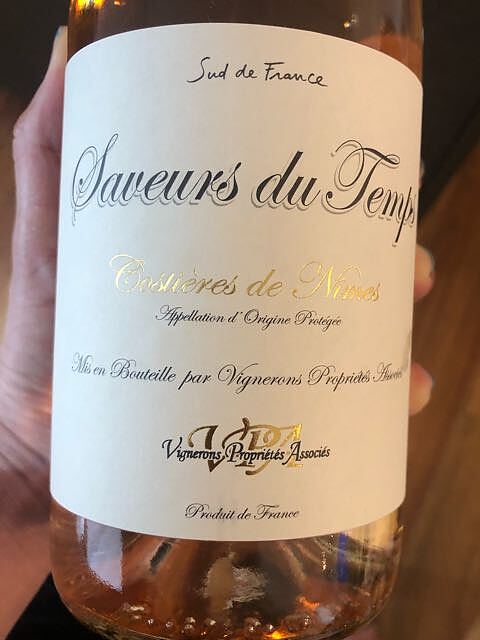 Sud de France
Saveurs du Temps
Costières de Nîmes
Appellation d'Origine Protégée
Mis en Bouteille par Vignerons Propriétés Associés
VPA
Vignerons Propriétés Associés
Produit de France